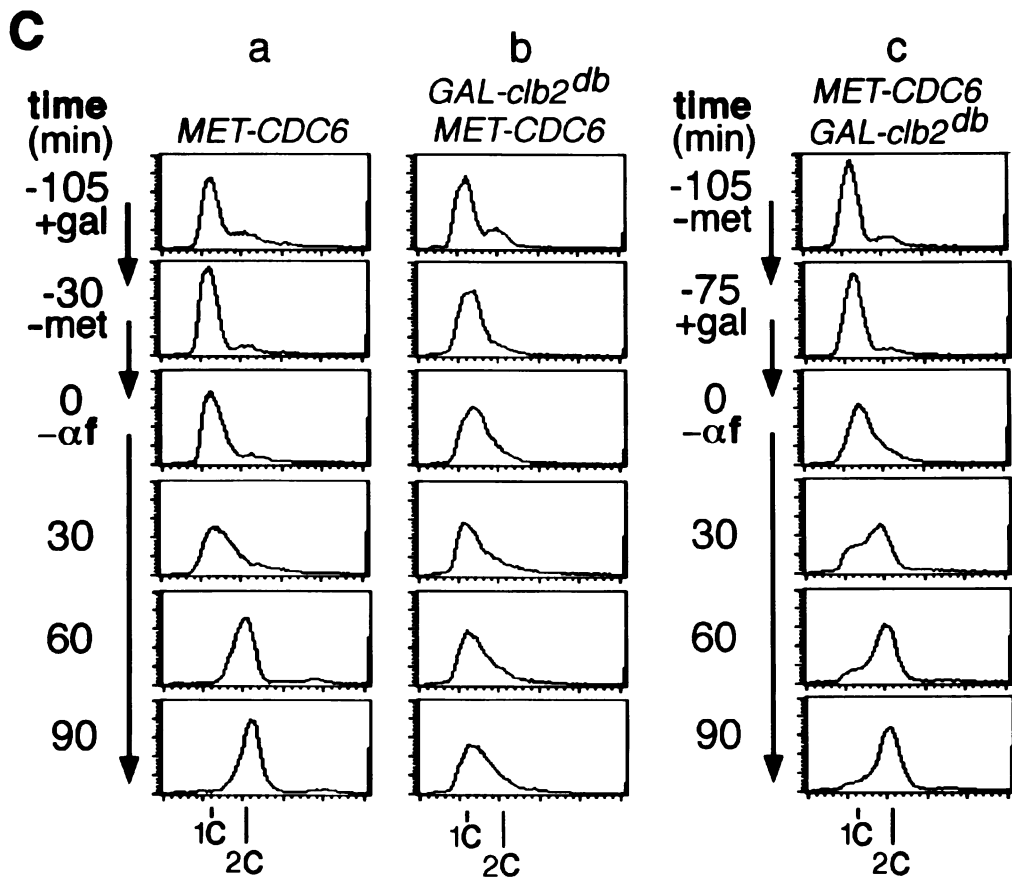 C
a
b
c
time
(min)
MET-CDC6
GAL-clb2db
MET-CDC6
time
(min)
MET-CDC6
GAL-clb2db
-105
+gal
-105
-met
-30
-met
-75
+gal
0
-αf
0
-αf
30
30
60
60
90
90
1C
2C
1C
2C
1C
2C